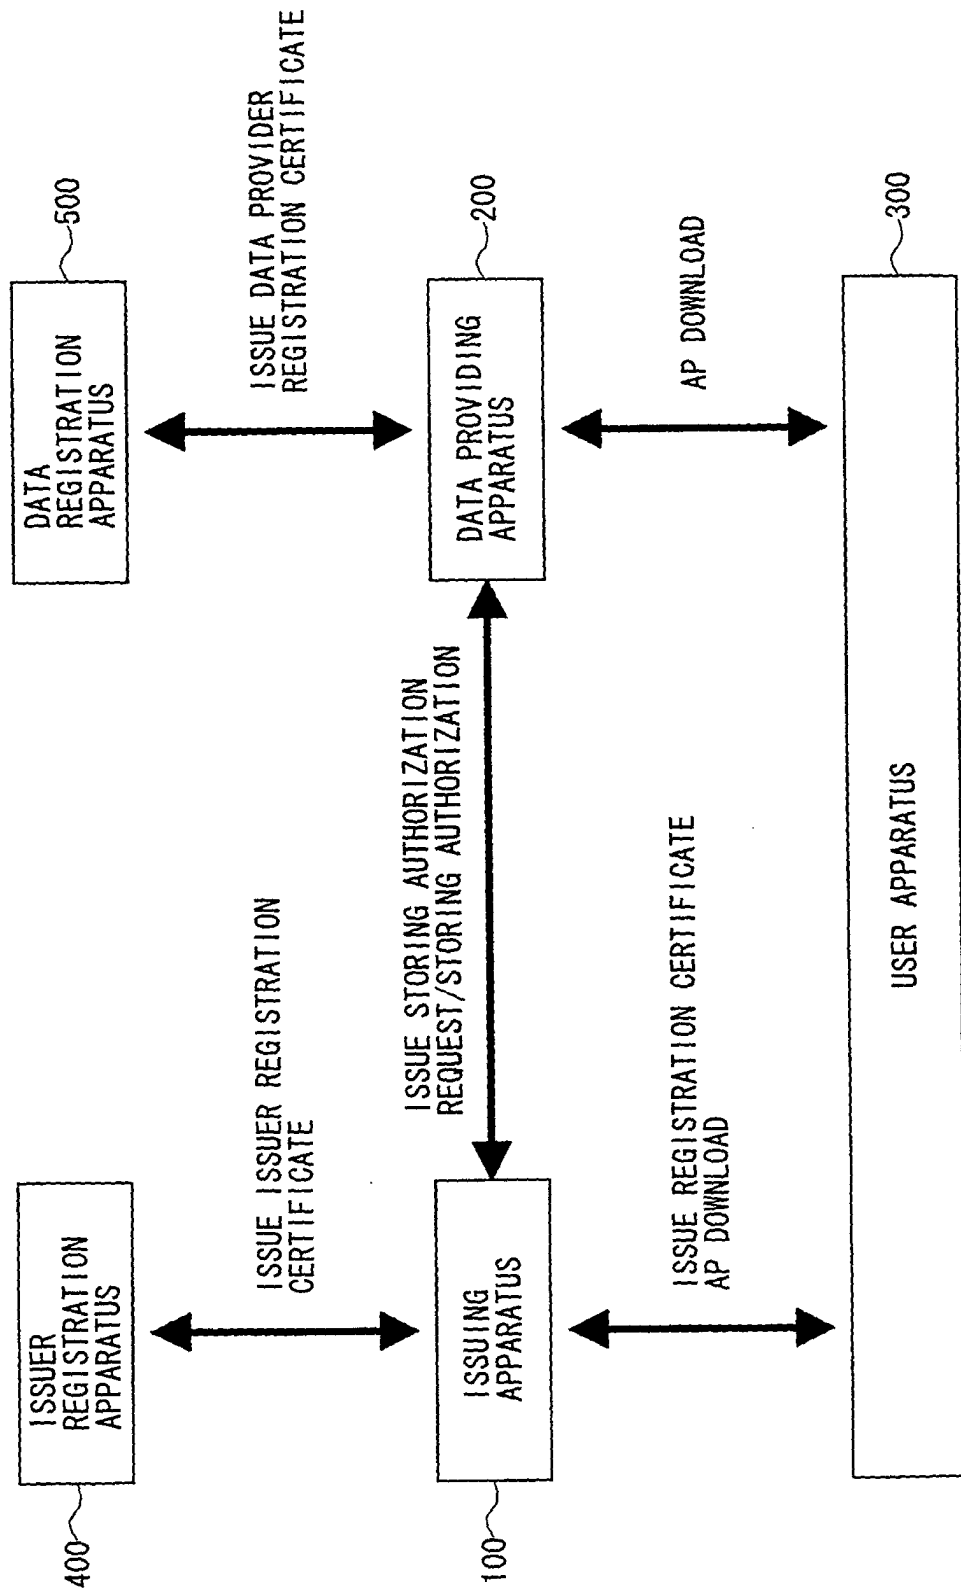 400
ISSUER
REGISTRATION
APPARATUS
DATA
REGISTRATION
APPARATUS
500
ISSUE ISSUER REGISTRATION
CERTIFICATE
ISSUE DATA PROVIDER
REGISTRATION CERTIFICATE
100
ISSUING
APPARATUS
ISSUE STORING AUTHORIZATION
REQUEST/STORING AUTHORIZATION
DATA PROVIDING
APPARATUS
200
ISSUE REGISTRATION CERTIFICATE
AP DOWNLOAD
AP DOWNLOAD
USER APPARATUS
300